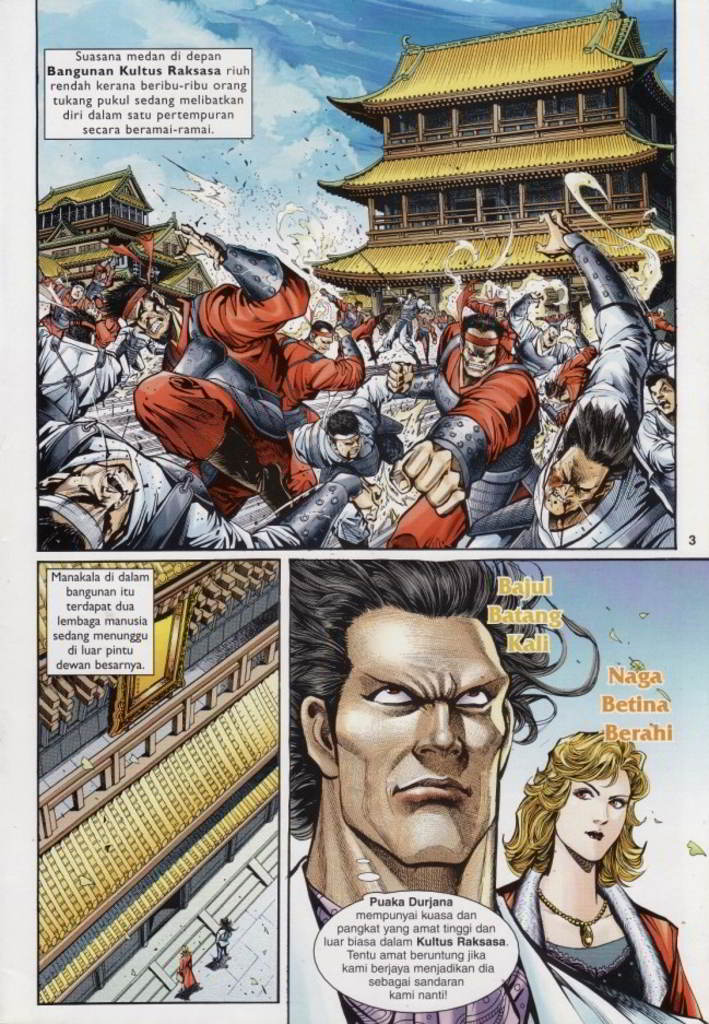 Suasana medan di depan
Bangunan Kultus Raksasa riuh
rendah kerana beribu-ribu orang
tukang pukul sedang melibatkan
diri dalam satu pertempuran
secara beramai-ramai.
3
Manakala di dalam
bangunan itu
terdapat dua
lembaga manusia
sedang menunggu
di luar pintu
dewan besarnya.
Bajul
Batang
Kali
Naga
Betina
Berahi
Puaka Durjana
mempunyai kuasa dan
pangkat yang amat tinggi dan
luar biasa dalam Kultus Raksasa.
Tentu amat beruntung jika
kami berjaya menjadikan dia
sebagai sandaran
kami nanti!